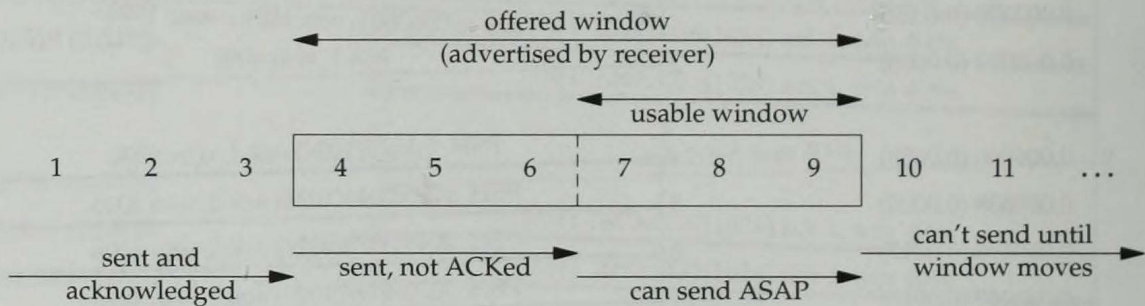 offered window
(advertised by receiver)
usable window
1 2 3 4 5 6 7 8 9 10 11 ...
sent and
acknowledged
sent, not ACKed
can send ASAP
can't send until
window moves